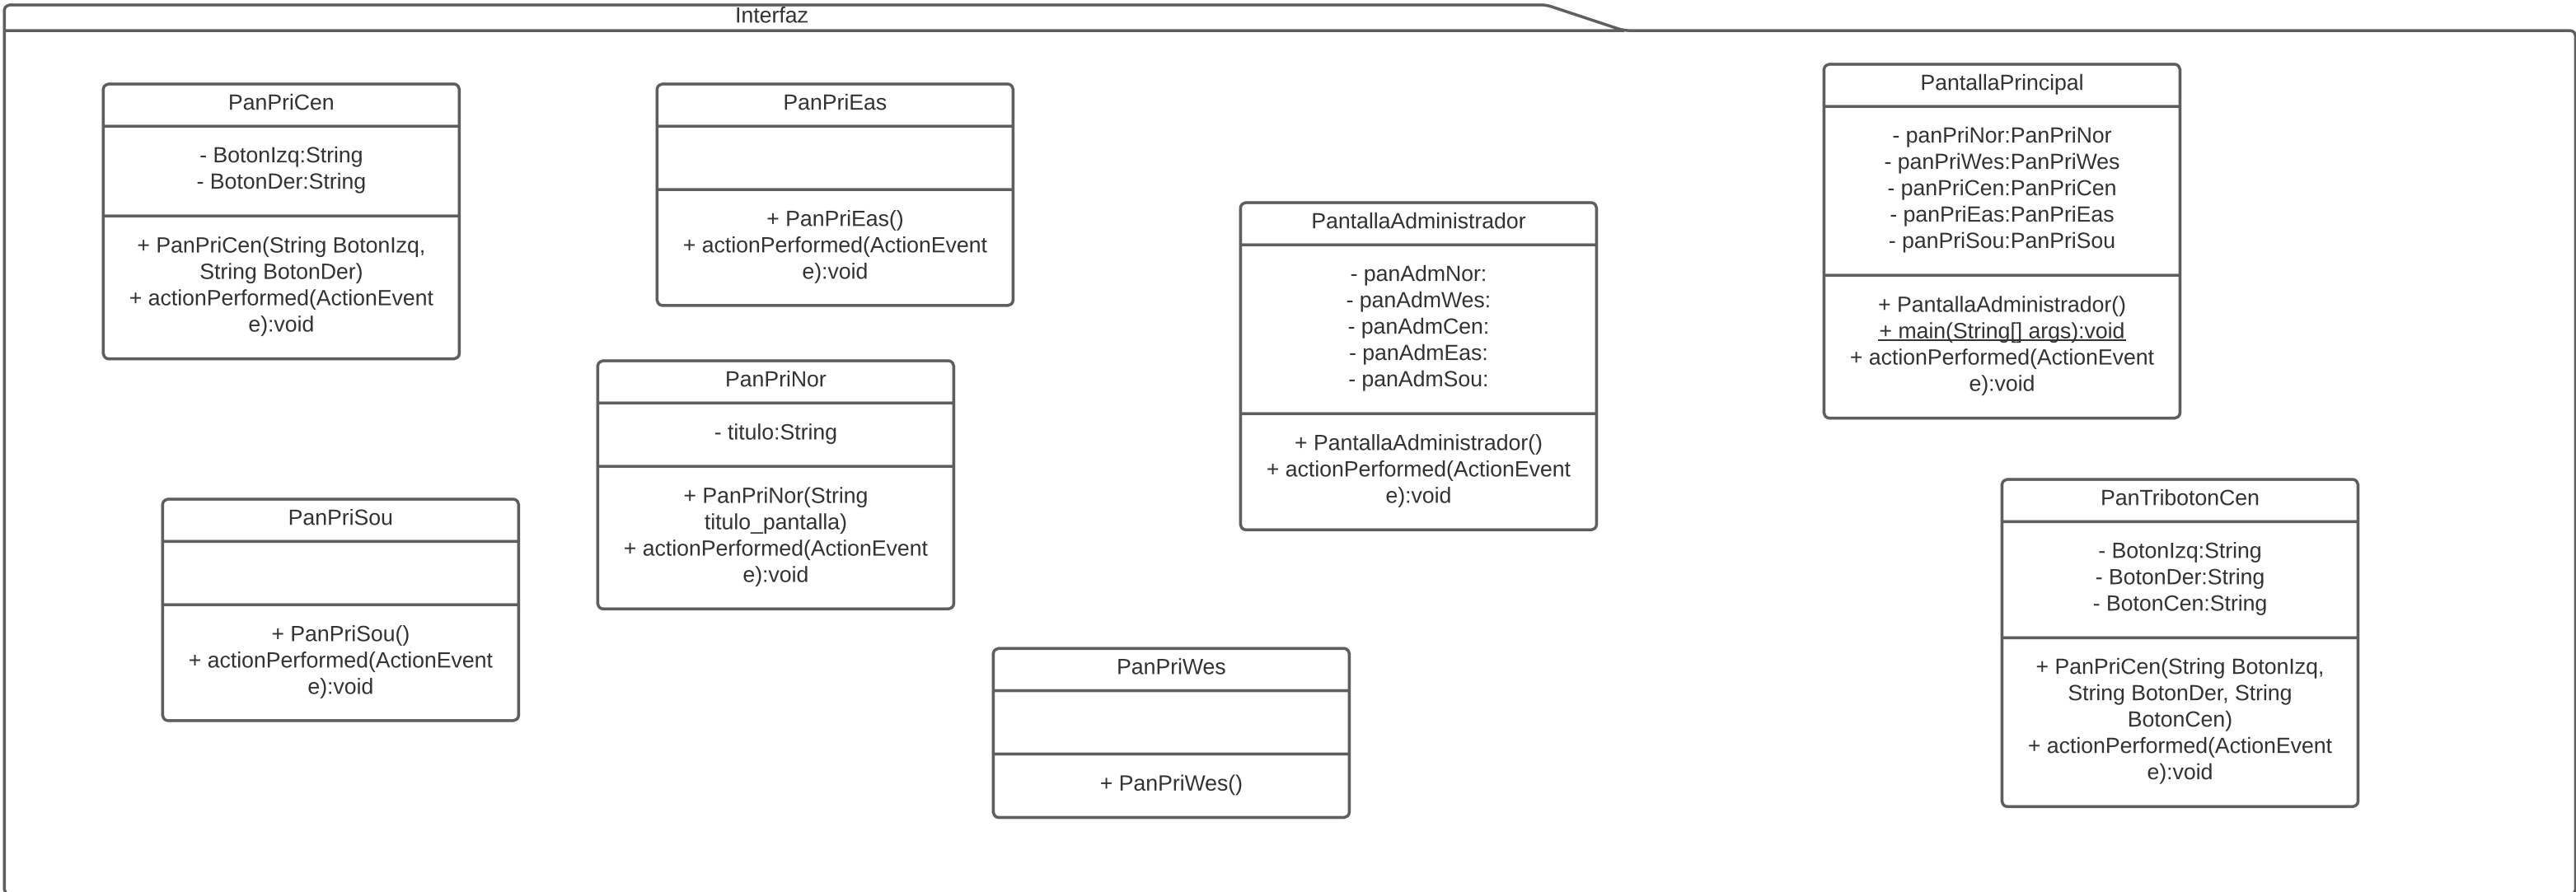 Interfaz
PanPriCen
- BotonIzq:String
- BotonDer:String
+ PanPriCen(String BotonIzq,
String BotonDer)
+ actionPerformed(ActionEvent
e):void
PanPriEas
+ PanPriEas()
+ actionPerformed(ActionEvent
e):void
PantallaAdministrador
- panAdmNor:
- panAdmWes:
- panAdmCen:
- panAdmEas:
- panAdmSou:
+ PantallaAdministrador()
+ actionPerformed(ActionEvent
e):void
PantallaPrincipal
- panPriNor:PanPriNor
- panPriWes:PanPriWes
- panPriCen:PanPriCen
- panPriEas:PanPriEas
- panPriSou:PanPriSou
+ PantallaAdministrador()
+ main(String[] args):void
+ actionPerformed(ActionEvent
e):void
PanPriNor
- titulo:String
+ PanPriNor(String
titulo_pantalla)
+ actionPerformed(ActionEvent
e):void
PanPriSou
+ PanPriSou()
+ actionPerformed(ActionEvent
e):void
PanPriWes
+ PanPriWes()
PanTribotonCen
- BotonIzq:String
- BotonDer:String
- BotonCen:String
+ PanPriCen(String BotonIzq,
String BotonDer, String
BotonCen)
+ actionPerformed(ActionEvent
e):void